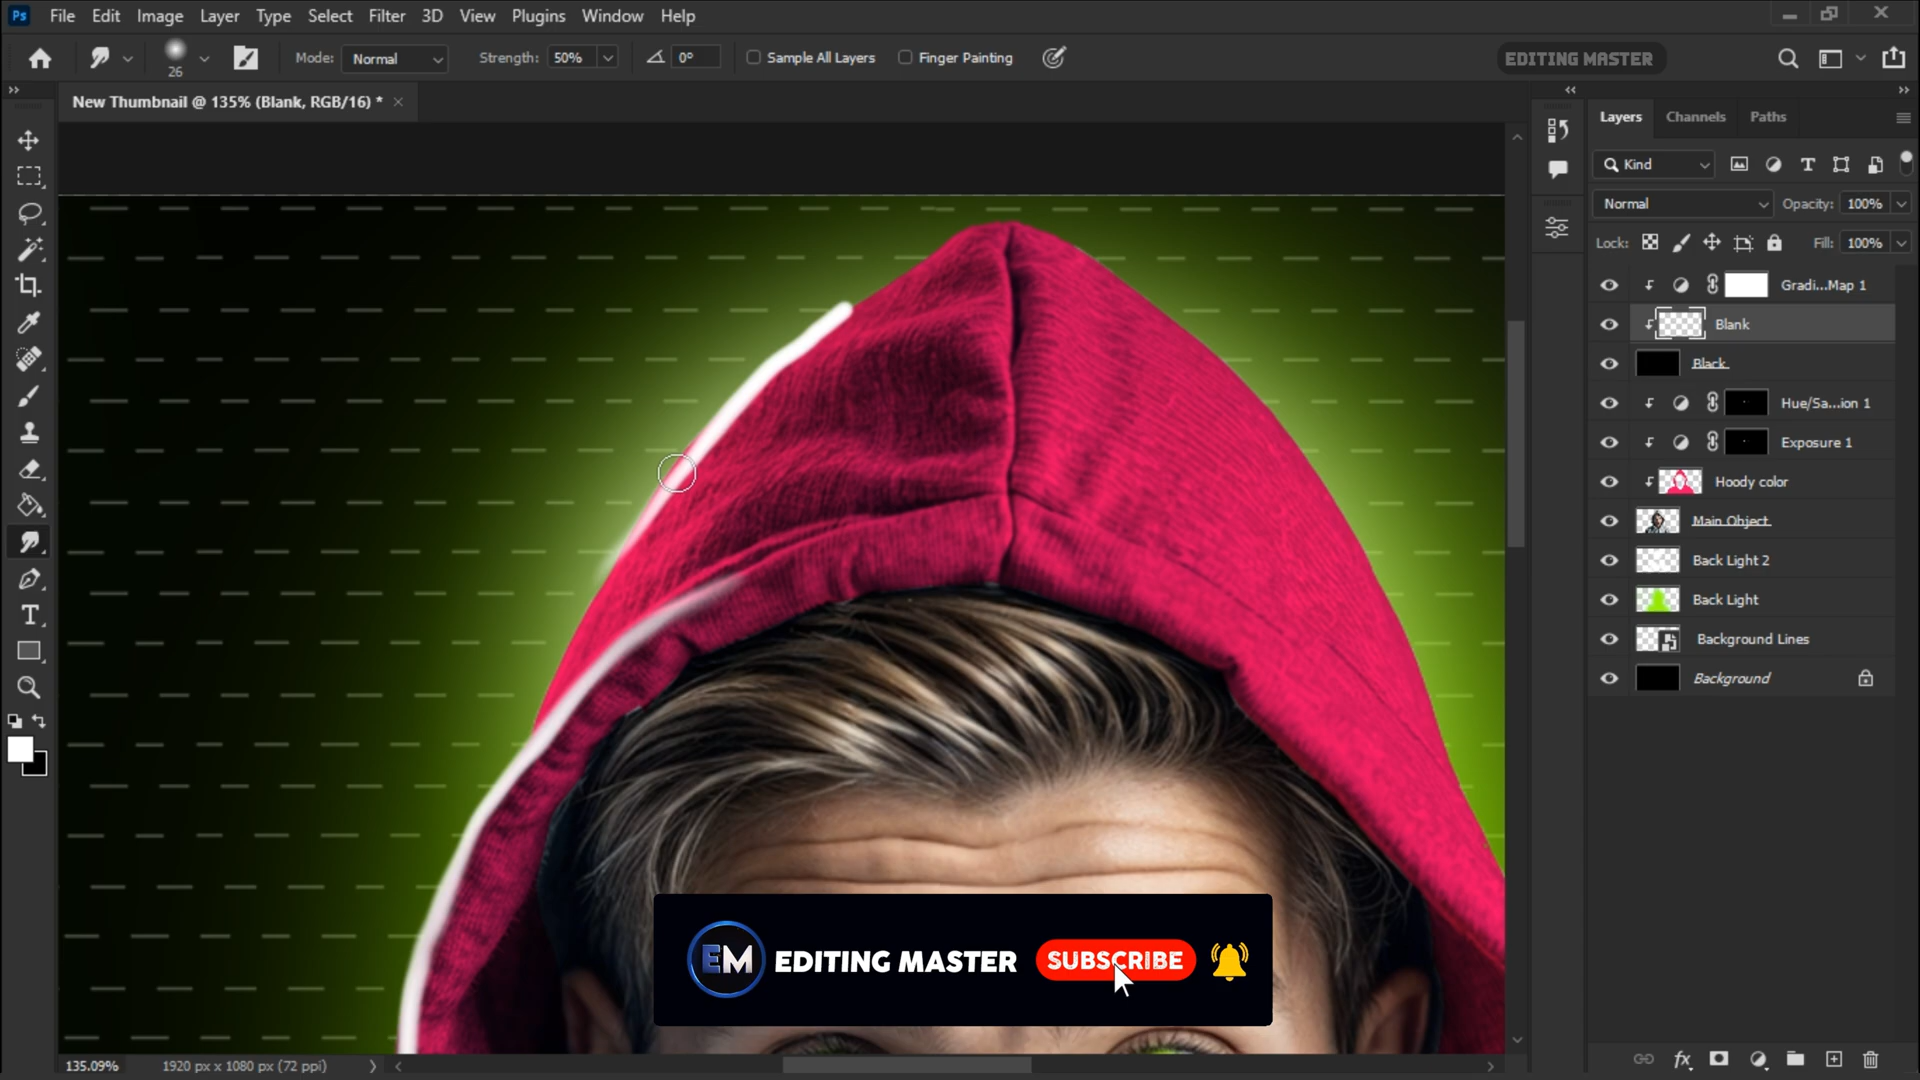 Ps File Edit Image Layer Type Select Filter 3D View Plugins Window Help
26 Mode: Normal Strength: 50% 0° Sample All Layers Finger Painting EDITING MASTER
New Thumbnail @ 135% (Blank, RGB/16) *
Layers Channels Paths
Kind
Normal Opacity: 100%
Lock: Fill: 100%
Gradi...Map 1
Blank
Black
Hue/Sa...ion 1
Exposure 1
Hoody color
Main Object
Back Light 2
Back Light
Background Lines
Background
EM EDITING MASTER SUBSCRIBE
135.09% 1920 px x 1080 px (72 ppi)